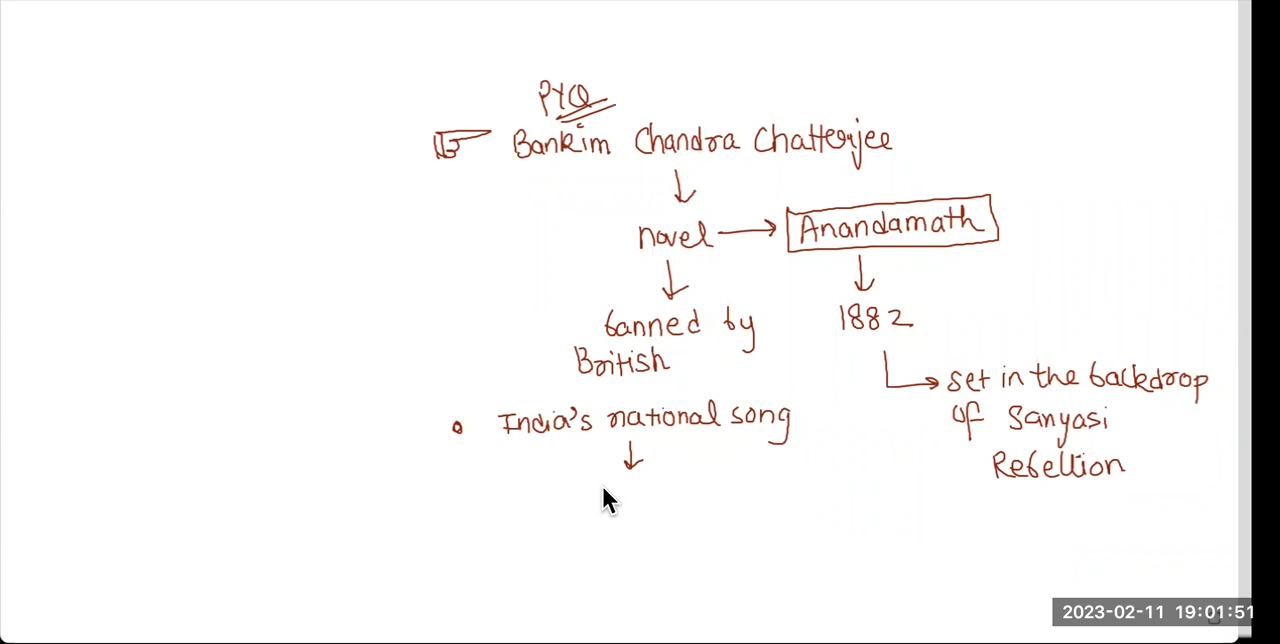 PYQ
Bankim Chandra Chatterjee
novel → Anandamath
banned by 1882
British
set in the backdrop
India's national song of Sanyasi
Rebellion
2023-02-11 19:01:51